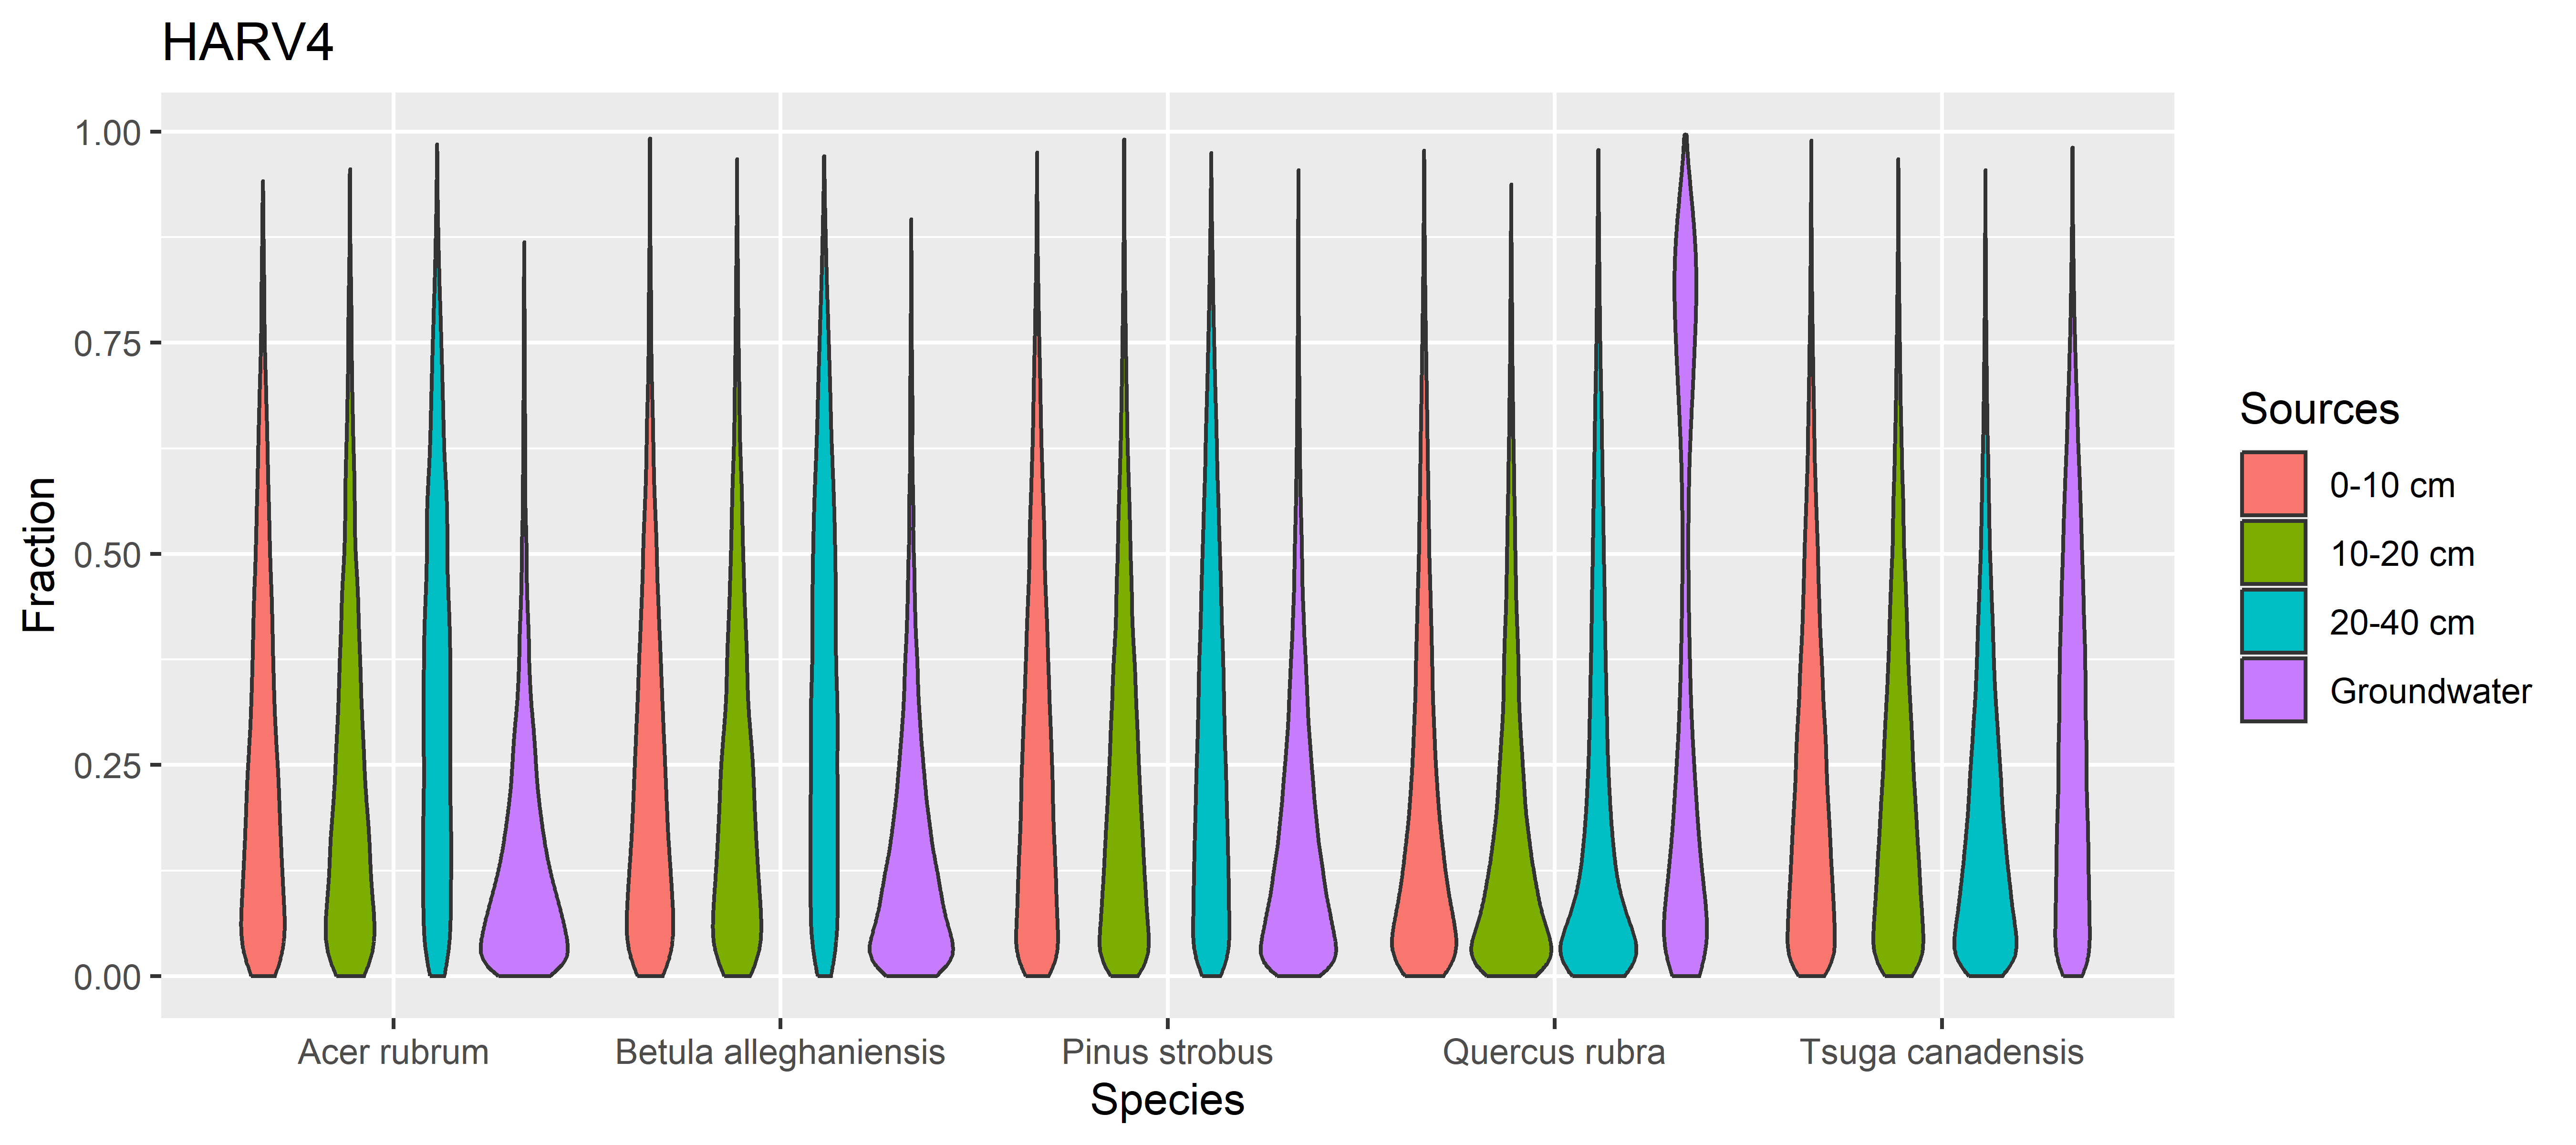 HARV4
1.00
0.75
0.50
0.25
0.00
Fraction
Acer rubrum
Betula alleghaniensis
Pinus strobus
Quercus rubra
Tsuga canadensis
Species
Sources
0-10 cm
10-20 cm
20-40 cm
Groundwater